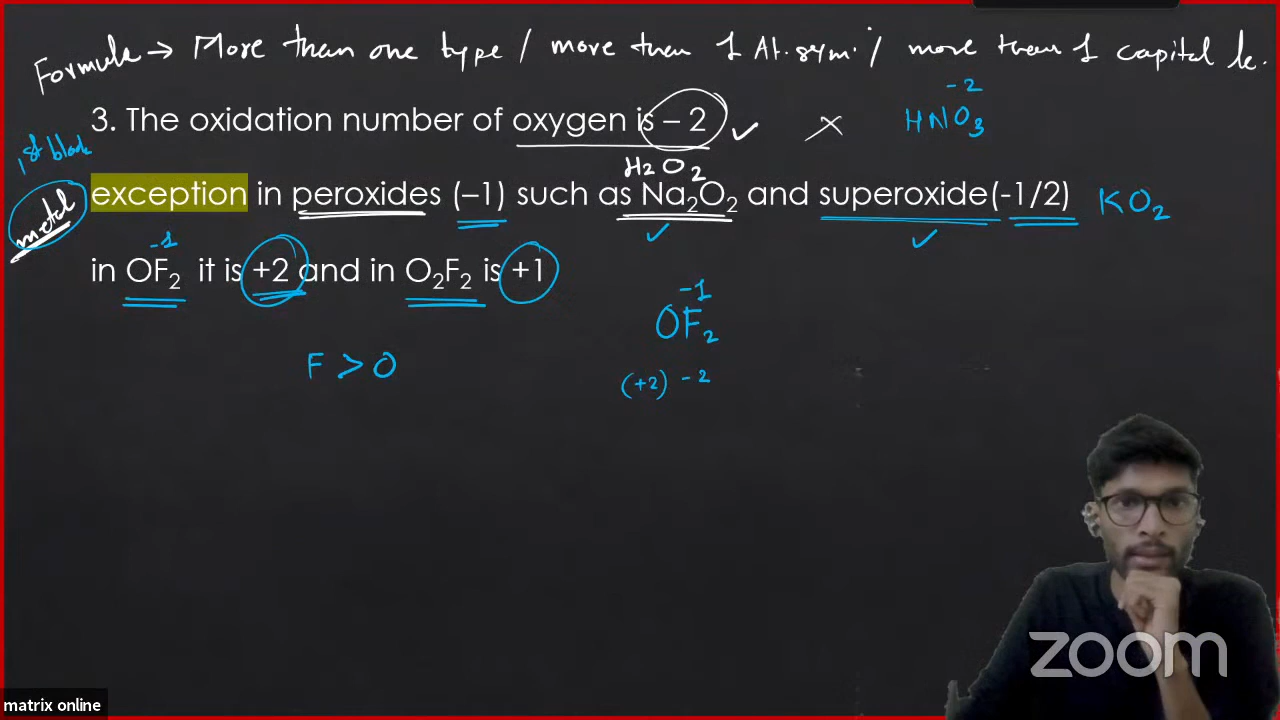 Formula → More than one type / more than 1 At. sym. / more than 1 capital le.
-2
3. The oxidation number of oxygen is – 2 ✓ × HNO3
1st block
H2O2
metal exception in peroxides (–1) such as Na₂O₂ and superoxide(-1/2) KO2
-1
in OF₂ it is +2 and in O₂F₂ is +1
-1
OF2
F > O
(+2) -2
zoom
matrix online